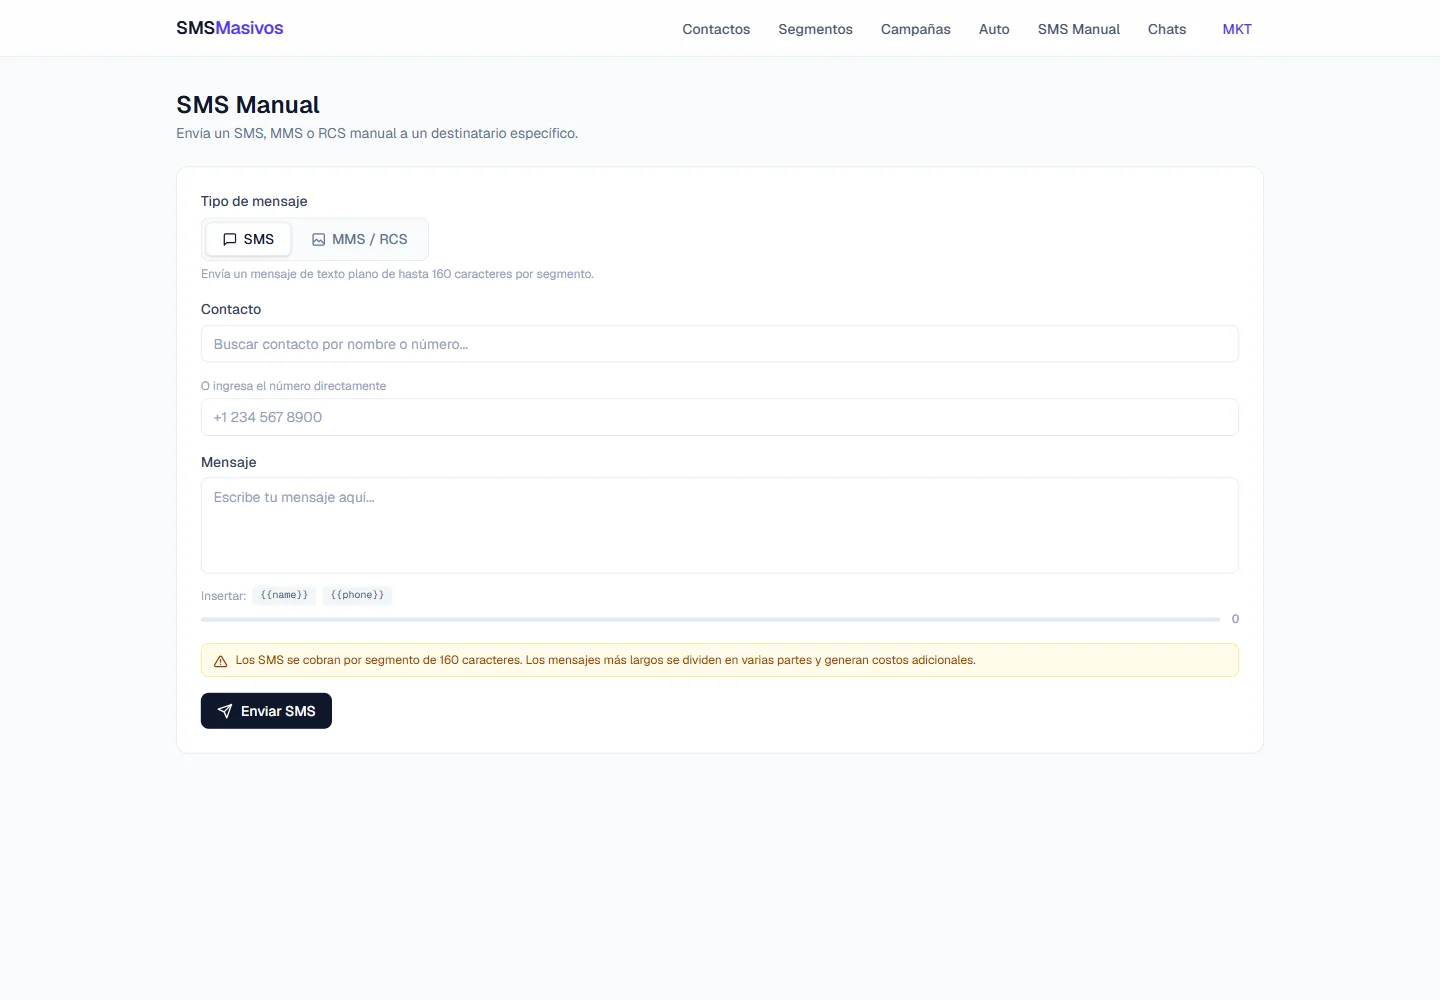 SMSMasivos
Contactos Segmentos Campañas Auto SMS Manual Chats MKT
SMS Manual
Envía un SMS, MMS o RCS manual a un destinatario específico.
Tipo de mensaje
SMS MMS / RCS
Envía un mensaje de texto plano de hasta 160 caracteres por segmento.
Contacto
Buscar contacto por nombre o número...
O ingresa el número directamente
+1 234 567 8900
Mensaje
Escribe tu mensaje aquí...
Insertar: {{name}} {{phone}}
0
Los SMS se cobran por segmento de 160 caracteres. Los mensajes más largos se dividen en varias partes y generan costos adicionales.
Enviar SMS